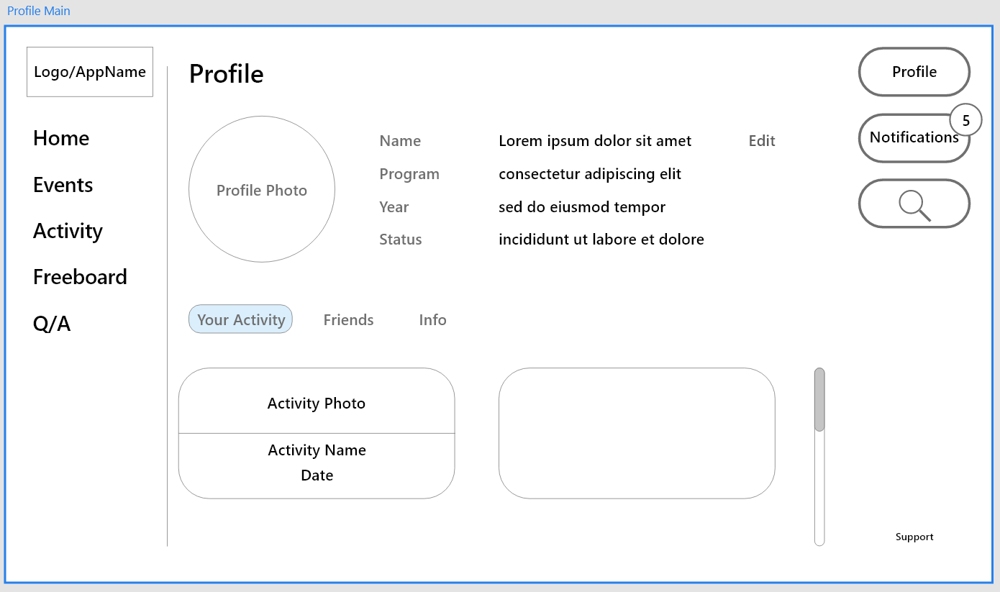 Profile Main
Logo/AppName
Profile
Profile
Home
Events
Activity
Freeboard
Q/A
Profile Photo
Name Lorem ipsum dolor sit amet Edit
Program consectetur adipiscing elit
Year sed do eiusmod tempor
Status incididunt ut labore et dolore
5
Notifications
Your Activity Friends Info
Activity Photo
Activity Name
Date
Support